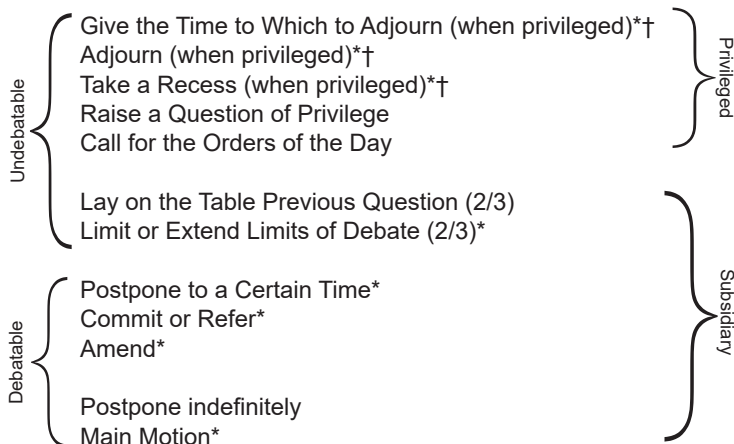 Give the Time to Which to Adjourn (when privileged)*†
Adjourn (when privileged)*†
Take a Recess (when privileged)*†
Raise a Question of Privilege
Call for the Orders of the Day
Privileged
Undebatable
Lay on the Table Previous Question (2/3)
Limit or Extend Limits of Debate (2/3)*
Postpone to a Certain Time*
Commit or Refer*
Amend*
Subsidiary
Debatable
Postpone indefinitely
Main Motion*